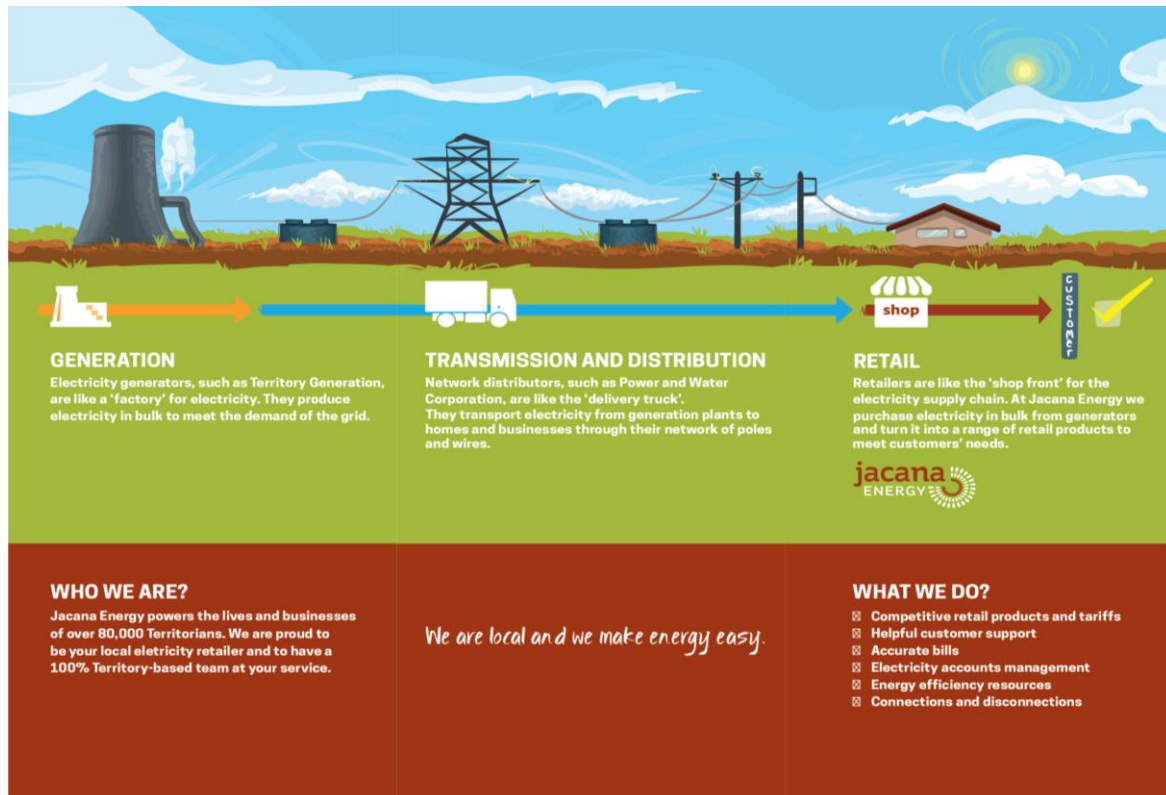 shop
CUSTOMER
GENERATION
Electricity generators, such as Territory Generation,
are like a ‘factory’ for electricity. They produce
electricity in bulk to meet the demand of the grid.
TRANSMISSION AND DISTRIBUTION
Network distributors, such as Power and Water
Corporation, are like the ‘delivery truck’.
They transport electricity from generation plants to
homes and businesses through their network of poles
and wires.
RETAIL
Retailers are like the ‘shop front’ for the
electricity supply chain. At Jacana Energy we
purchase electricity in bulk from generators
and turn it into a range of retail products to
meet customers’ needs.
jacana
ENERGY
WHO WE ARE?
Jacana Energy powers the lives and businesses
of over 80,000 Territorians. We are proud to
be your local eletricity retailer and to have a
100% Territory-based team at your service.
We are local and we make energy easy.
WHAT WE DO?
Competitive retail products and tariffs
Helpful customer support
Accurate bills
Electricity accounts management
Energy efficiency resources
Connections and disconnections